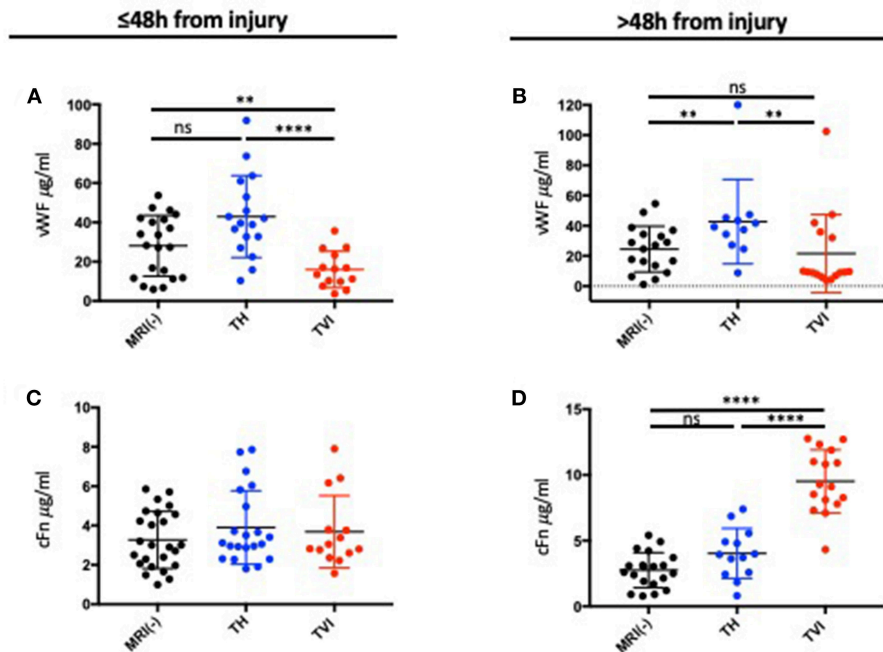 ≤48h from injury
>48h from injury
A
**
ns
****
100
80
60
40
20
0
vWF µg/ml
MRI(-)
TH
TVI
B
ns
**
**
120
100
80
60
40
20
0
vWF µg/ml
MRI(-)
TH
TVI
C
10
8
6
4
2
0
cFn µg/ml
MRI(-)
TH
TVI
D
****
ns
****
15
10
5
0
cFn µg/ml
MRI(-)
TH
TVI